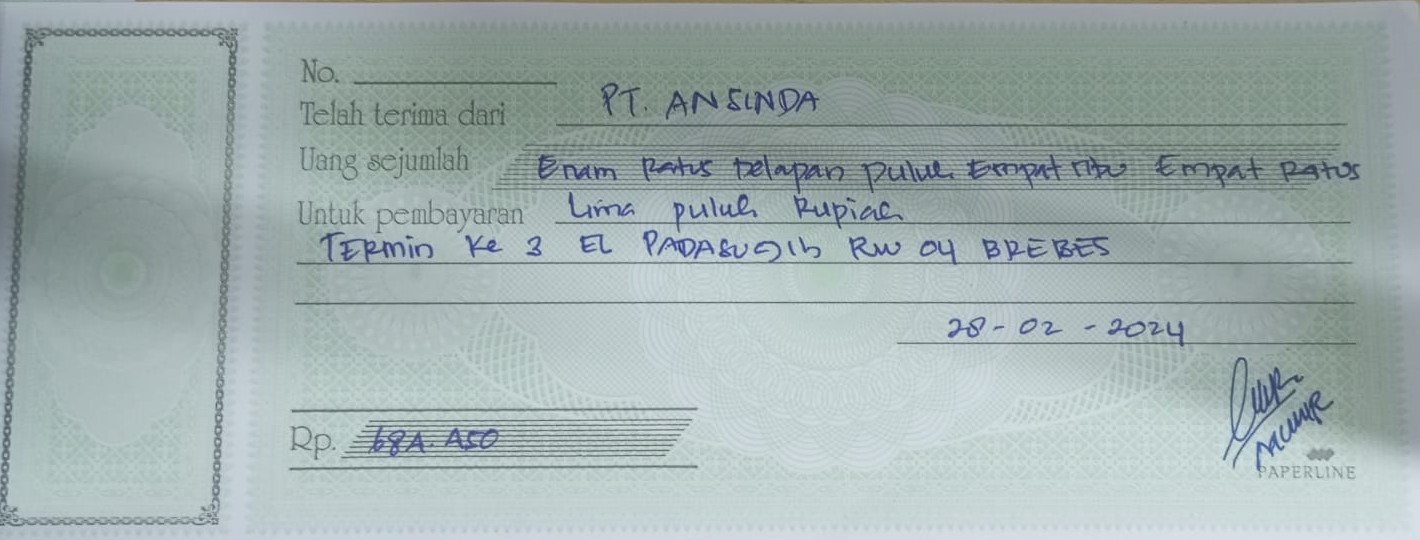 No.
Telah terima dari PT. ANSINDA
Uang sejumlah Enam Ratus Delapan puluh Empat ribu Empat Ratus
Untuk pembayaran Lima puluh Rupiah
TERMIN Ke 3 EL PADASUGIh RW 04 BREBES
28-02-2024
Rp. 684.450
PAPERLINE